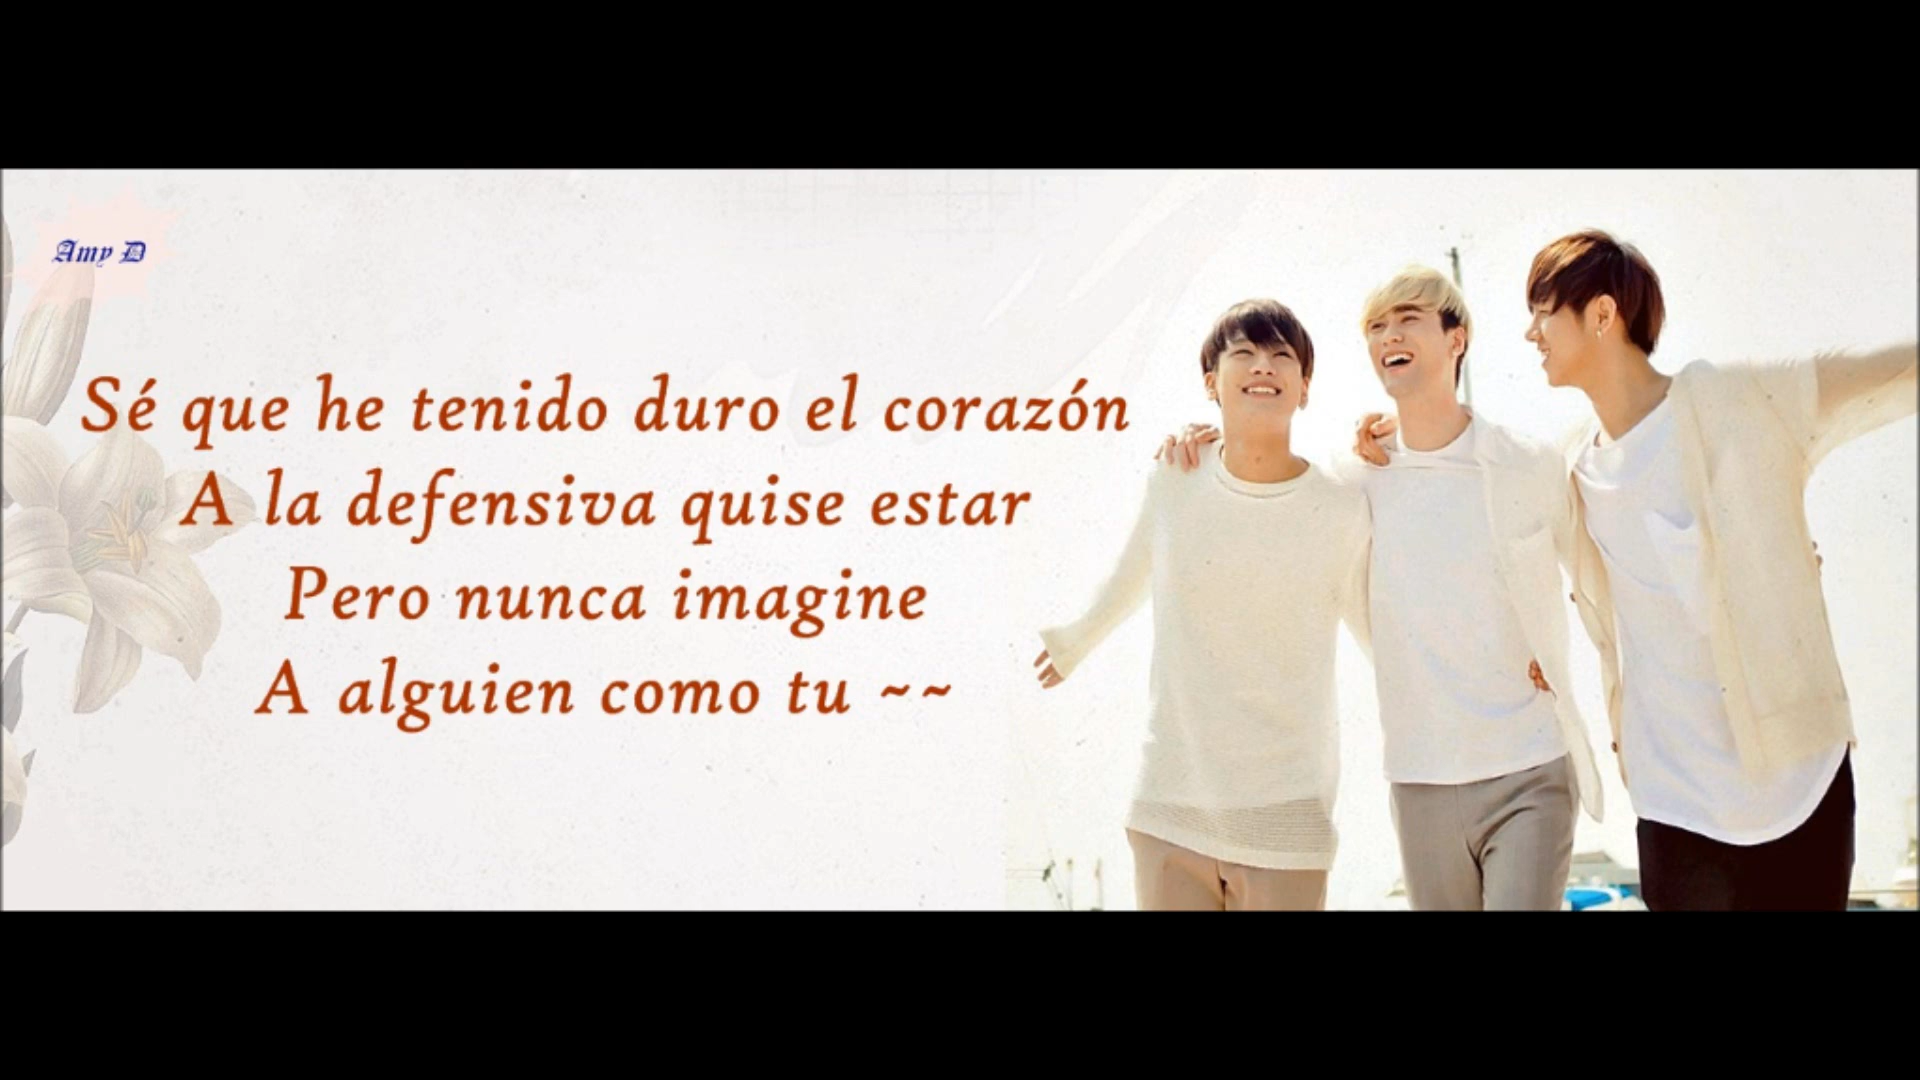 Amy D
Sé que he tenido duro el corazón
A la defensiva quise estar
Pero nunca imagine
A alguien como tu ~~